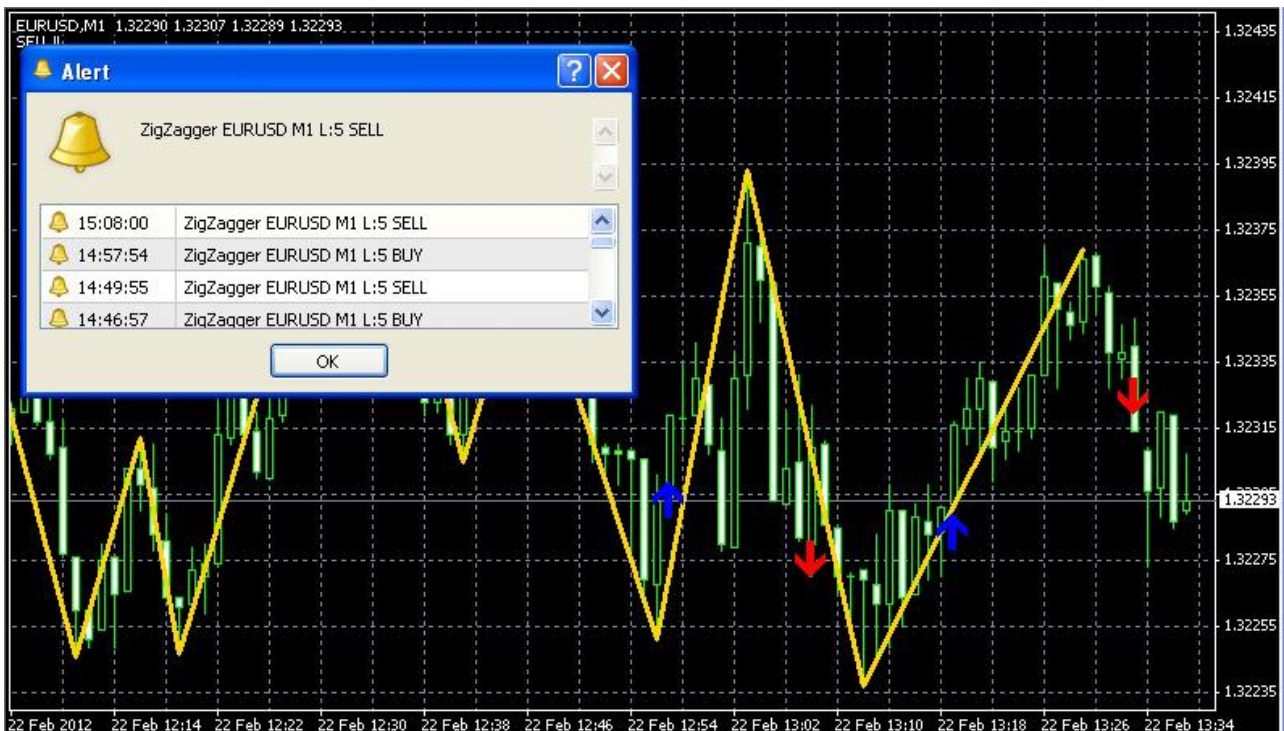 EURUSD,M1 1.32290 1.32307 1.32289 1.32293
Alert
ZigZagger EURUSD M1 L:5 SELL
15:08:00 ZigZagger EURUSD M1 L:5 SELL
14:57:54 ZigZagger EURUSD M1 L:5 BUY
14:49:55 ZigZagger EURUSD M1 L:5 SELL
14:46:57 ZigZagger EURUSD M1 L:5 BUY
OK
1.32435
1.32415
1.32395
1.32375
1.32355
1.32335
1.32315
1.32293
1.32275
1.32255
1.32235
22 Feb 2012 22 Feb 12:14 22 Feb 12:22 22 Feb 12:30 22 Feb 12:38 22 Feb 12:46 22 Feb 12:54 22 Feb 13:02 22 Feb 13:10 22 Feb 13:18 22 Feb 13:26 22 Feb 13:34